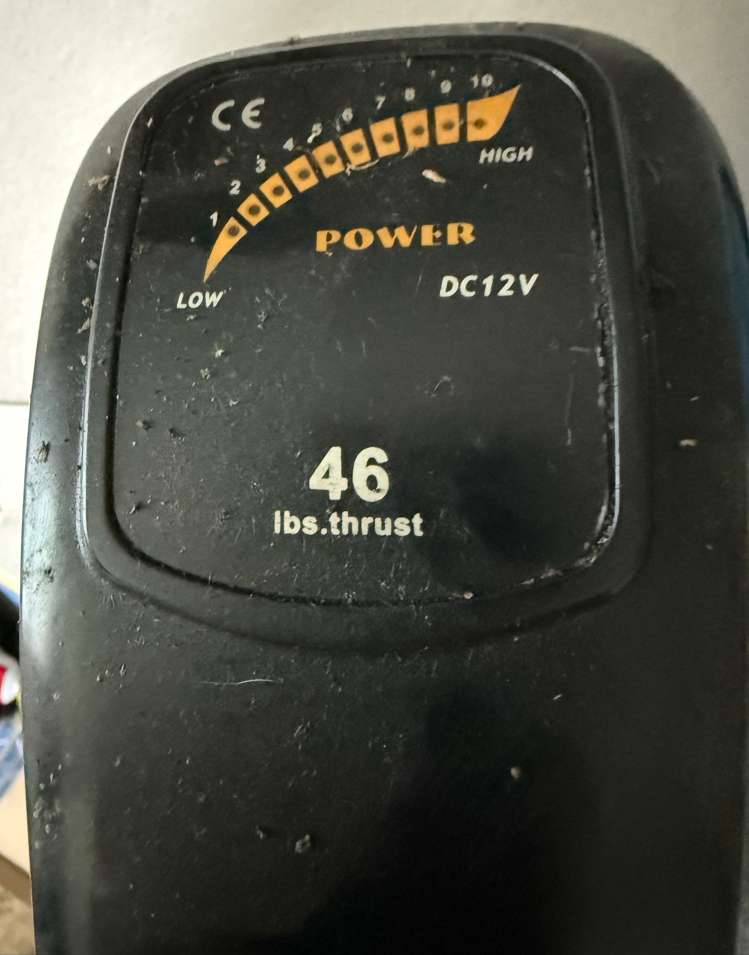 CE
1 2 3 4 5 6 7 8 9 10
HIGH
POWER
LOW
DC12V
46
lbs.thrust